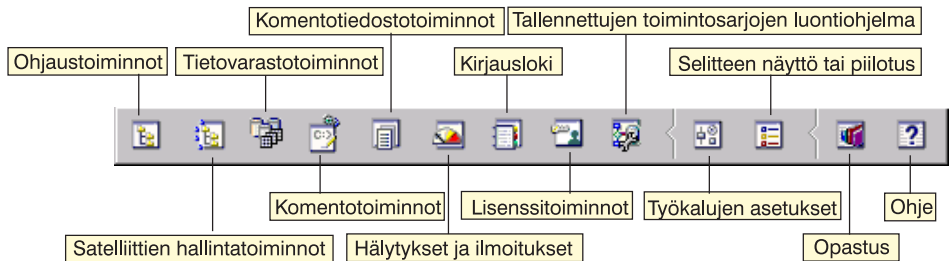 Komentotiedostotoiminnot
Tallennettujen toimintosarjojen luontiohjelma
Ohjaustoiminnot
Tietovarastotoiminnot
Kirjausloki
Selitteen näyttö tai piilotus
Komentotoiminnot
Lisenssitoiminnot
Työkalujen asetukset
Ohje
Satelliittien hallintatoiminnot
Hälytykset ja ilmoitukset
Opastus